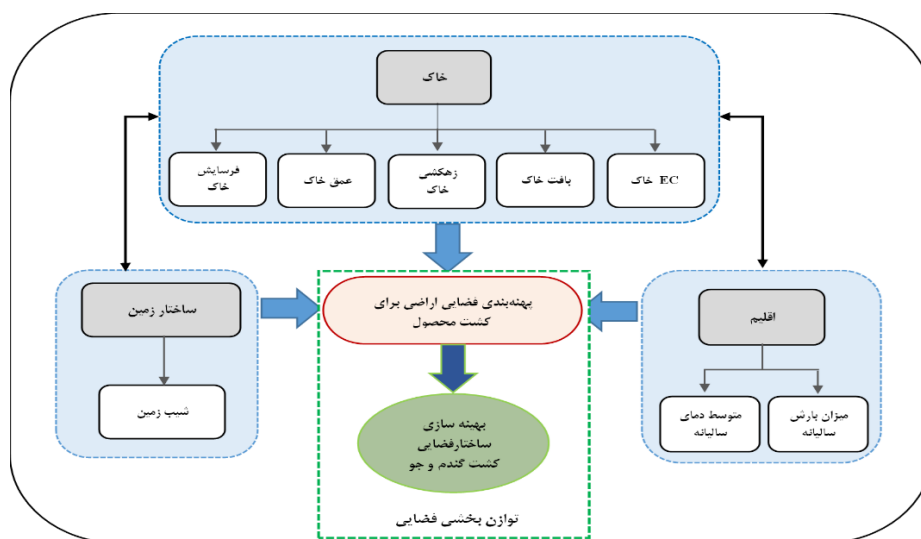 خاک
EC خاک
بافت خاک
زهکشی
خاک
عمق خاک
فرسایش
خاک
اقلیم
میزان بارش
سالیانه
متوسط دمای
سالیانه
ساختار زمین
شیب زمین
پهنه‌بندی فضایی اراضی برای
کشت محصول
بهینه سازی
ساختارفضایی
کشت گندم و جو
توازن بخشی فضایی